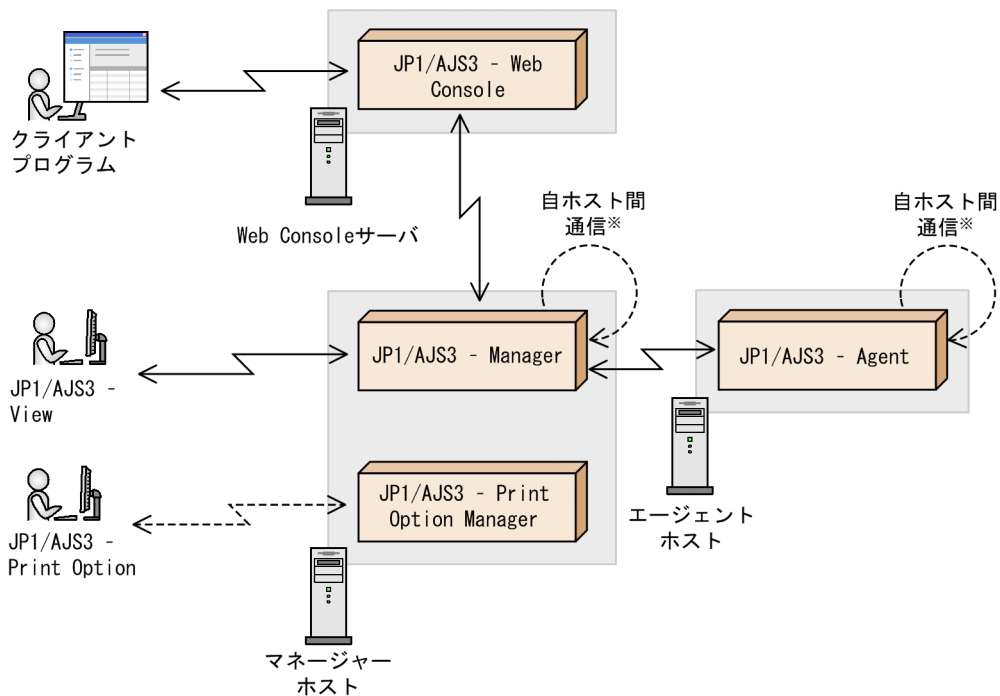 JP1/AJS3 - Web
Console
クライアント
プログラム
Web Consoleサーバ
自ホスト間
通信※
自ホスト間
通信※
JP1/AJS3 - Manager
JP1/AJS3 - Agent
JP1/AJS3 -
View
JP1/AJS3 - Print
Option Manager
エージェント
ホスト
JP1/AJS3 -
Print Option
マネージャー
ホスト